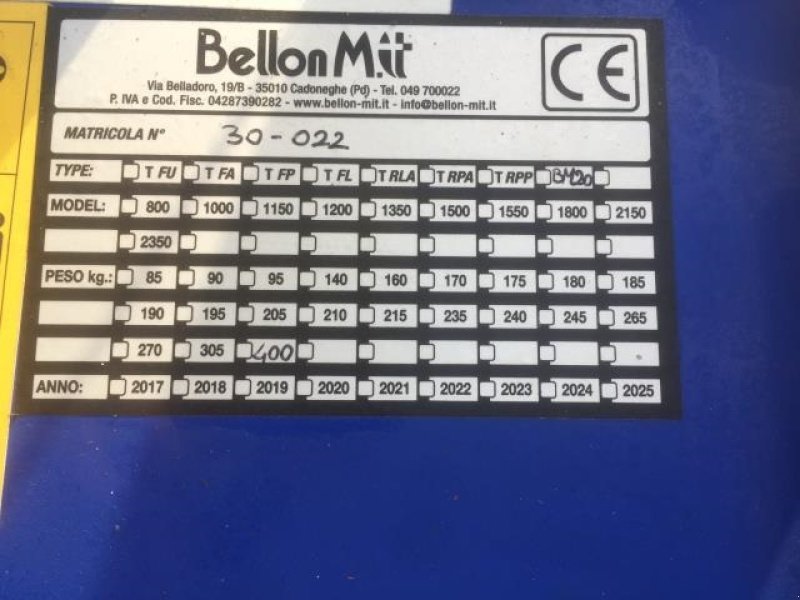 Bellon M.it
CE
Via Belladoro, 19/B - 35010 Cadoneghe (Pd) - Tel. 049 700022
P. IVA e Cod. Fisc. 04287390282 - www.bellon-mit.it - info@bellon-mit.it
MATRICOLA N° 30-022
TYPE: T FU T FA T FP T FL T RLA T RPA T RPP BM20
MODEL: 800 1000 1150 1200 1350 1500 1550 1800 2150
2350
PESO kg.: 85 90 95 140 160 170 175 180 185
190 195 205 210 215 235 240 245 265
270 305 400
ANNO: 2017 2018 2019 2020 2021 2022 2023 2024 2025